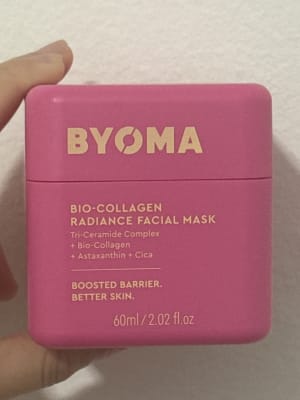 BYOMA
BIO-COLLAGEN
RADIANCE FACIAL MASK
Tri-Ceramide Complex
+ Bio-Collagen
+ Astaxanthin + Cica
BOOSTED BARRIER.
BETTER SKIN.
60ml/2.02 fl.oz